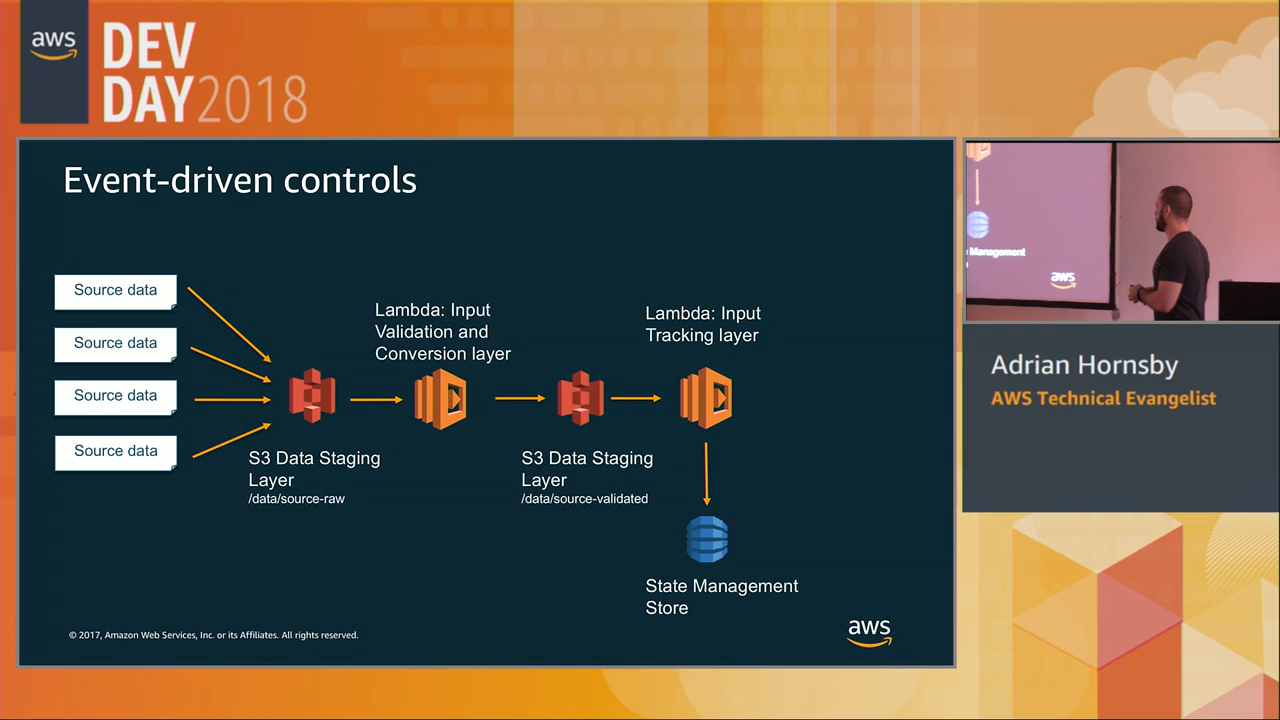 aws
DEV
DAY2018
Event-driven controls
Source data
Source data
Source data
Source data
Lambda: Input
Validation and
Conversion layer
Lambda: Input
Tracking layer
S3 Data Staging
Layer
/data/source-raw
S3 Data Staging
Layer
/data/source-validated
State Management
Store
© 2017, Amazon Web Services, Inc. or its Affiliates. All rights reserved.
aws
Management
aws
Adrian Hornsby
AWS Technical Evangelist